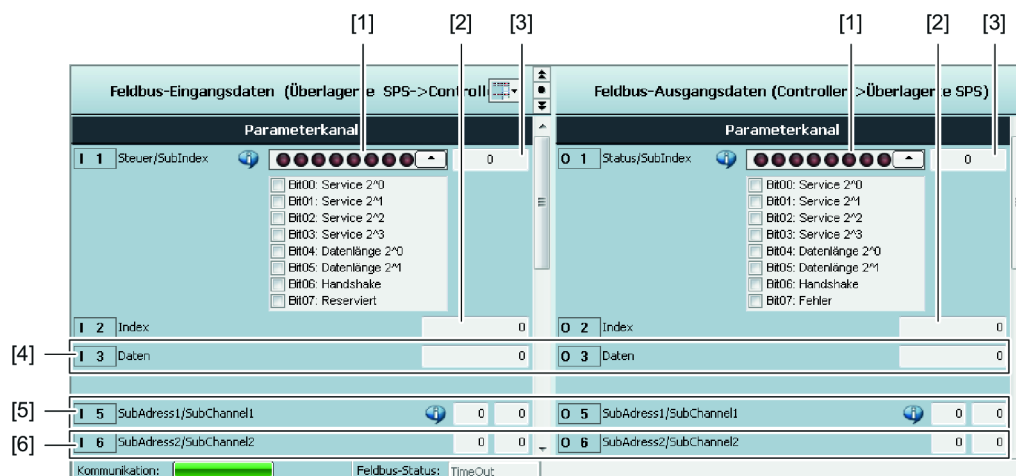 [1] [2] [3] [1] [2] [3]
Feldbus-Eingangsdaten (Überlagerte SPS->Controll
Feldbus-Ausgangsdaten (Controller->Überlagerte SPS)
Parameterkanal
Parameterkanal
I 1 Steuer/SubIndex 0
O 1 Status/SubIndex 0
Bit00: Service 2^0
Bit01: Service 2^1
Bit02: Service 2^2
Bit03: Service 2^3
Bit04: Datenlänge 2^0
Bit05: Datenlänge 2^1
Bit06: Handshake
Bit07: Reserviert
Bit00: Service 2^0
Bit01: Service 2^1
Bit02: Service 2^2
Bit03: Service 2^3
Bit04: Datenlänge 2^0
Bit05: Datenlänge 2^1
Bit06: Handshake
Bit07: Fehler
I 2 Index 0
O 2 Index 0
[4] I 3 Daten 0
O 3 Daten 0
[5] I 5 SubAdress1/SubChannel1 0 0
O 5 SubAdress1/SubChannel1 0 0
[6] I 6 SubAdress2/SubChannel2 0 0
O 6 SubAdress2/SubChannel2 0 0
Kommunikation: Feldbus-Status: TimeOut